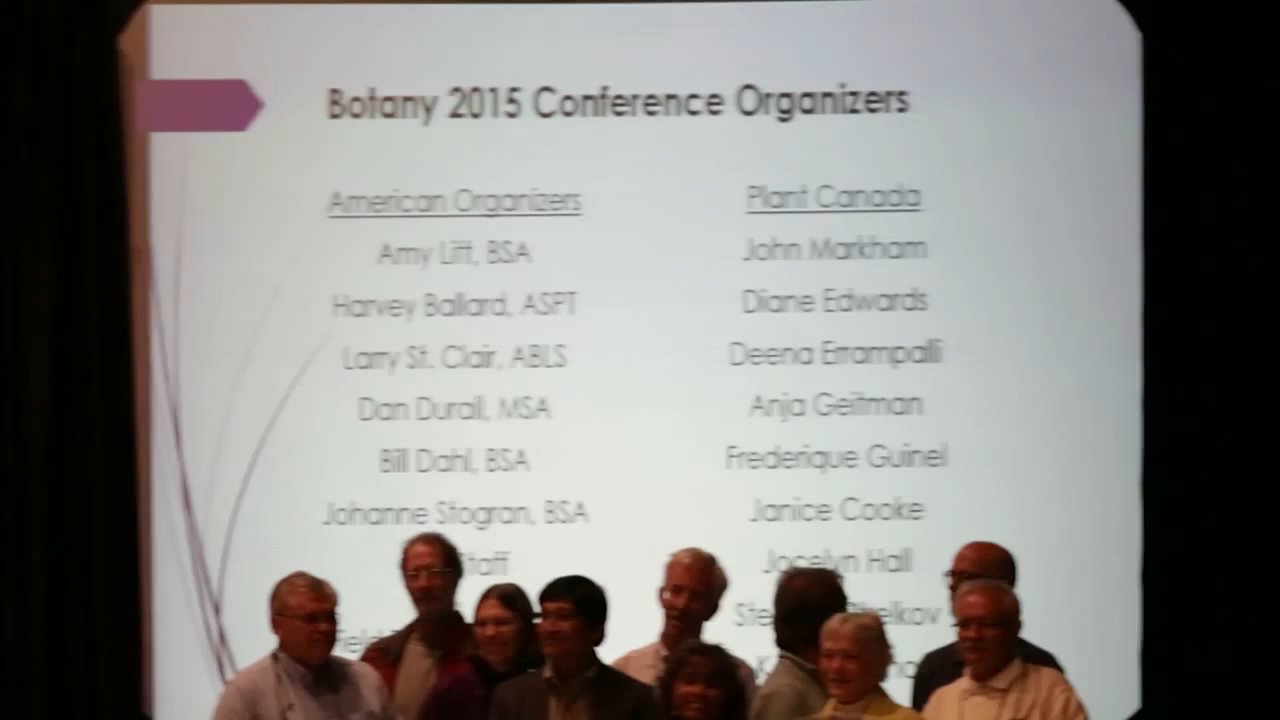 Botany 2015 Conference Organizers
American Organizers
Amy Litt, BSA
Harvey Ballard, ASPT
Larry St. Clair, ABLS
Dan Durall, MSA
Bill Dahl, BSA
Johanne Stogran, BSA
Plant Canada
John Markham
Diane Edwards
Deena Errampalli
Anja Geitman
Frederique Guinel
Janice Cooke
Jocelyn Hall